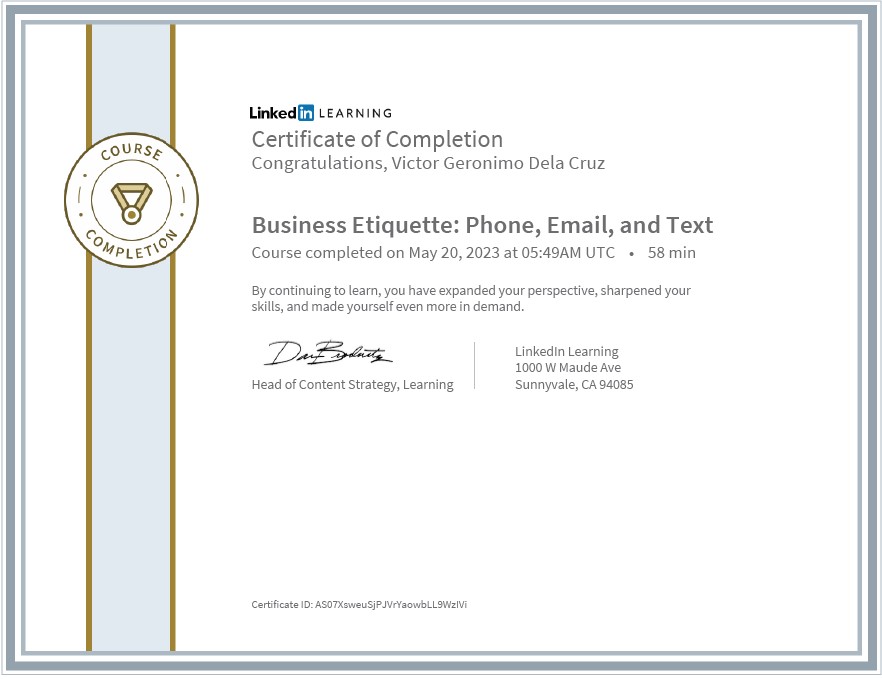 COURSE
COMPLETION
Linkedin LEARNING
Certificate of Completion
Congratulations, Victor Geronimo Dela Cruz
Business Etiquette: Phone, Email, and Text
Course completed on May 20, 2023 at 05:49AM UTC • 58 min
By continuing to learn, you have expanded your perspective, sharpened your
skills, and made yourself even more in demand.
Head of Content Strategy, Learning
LinkedIn Learning
1000 W Maude Ave
Sunnyvale, CA 94085
Certificate ID: AS07XsweuSjPJVrYaowbLL9WzIVi